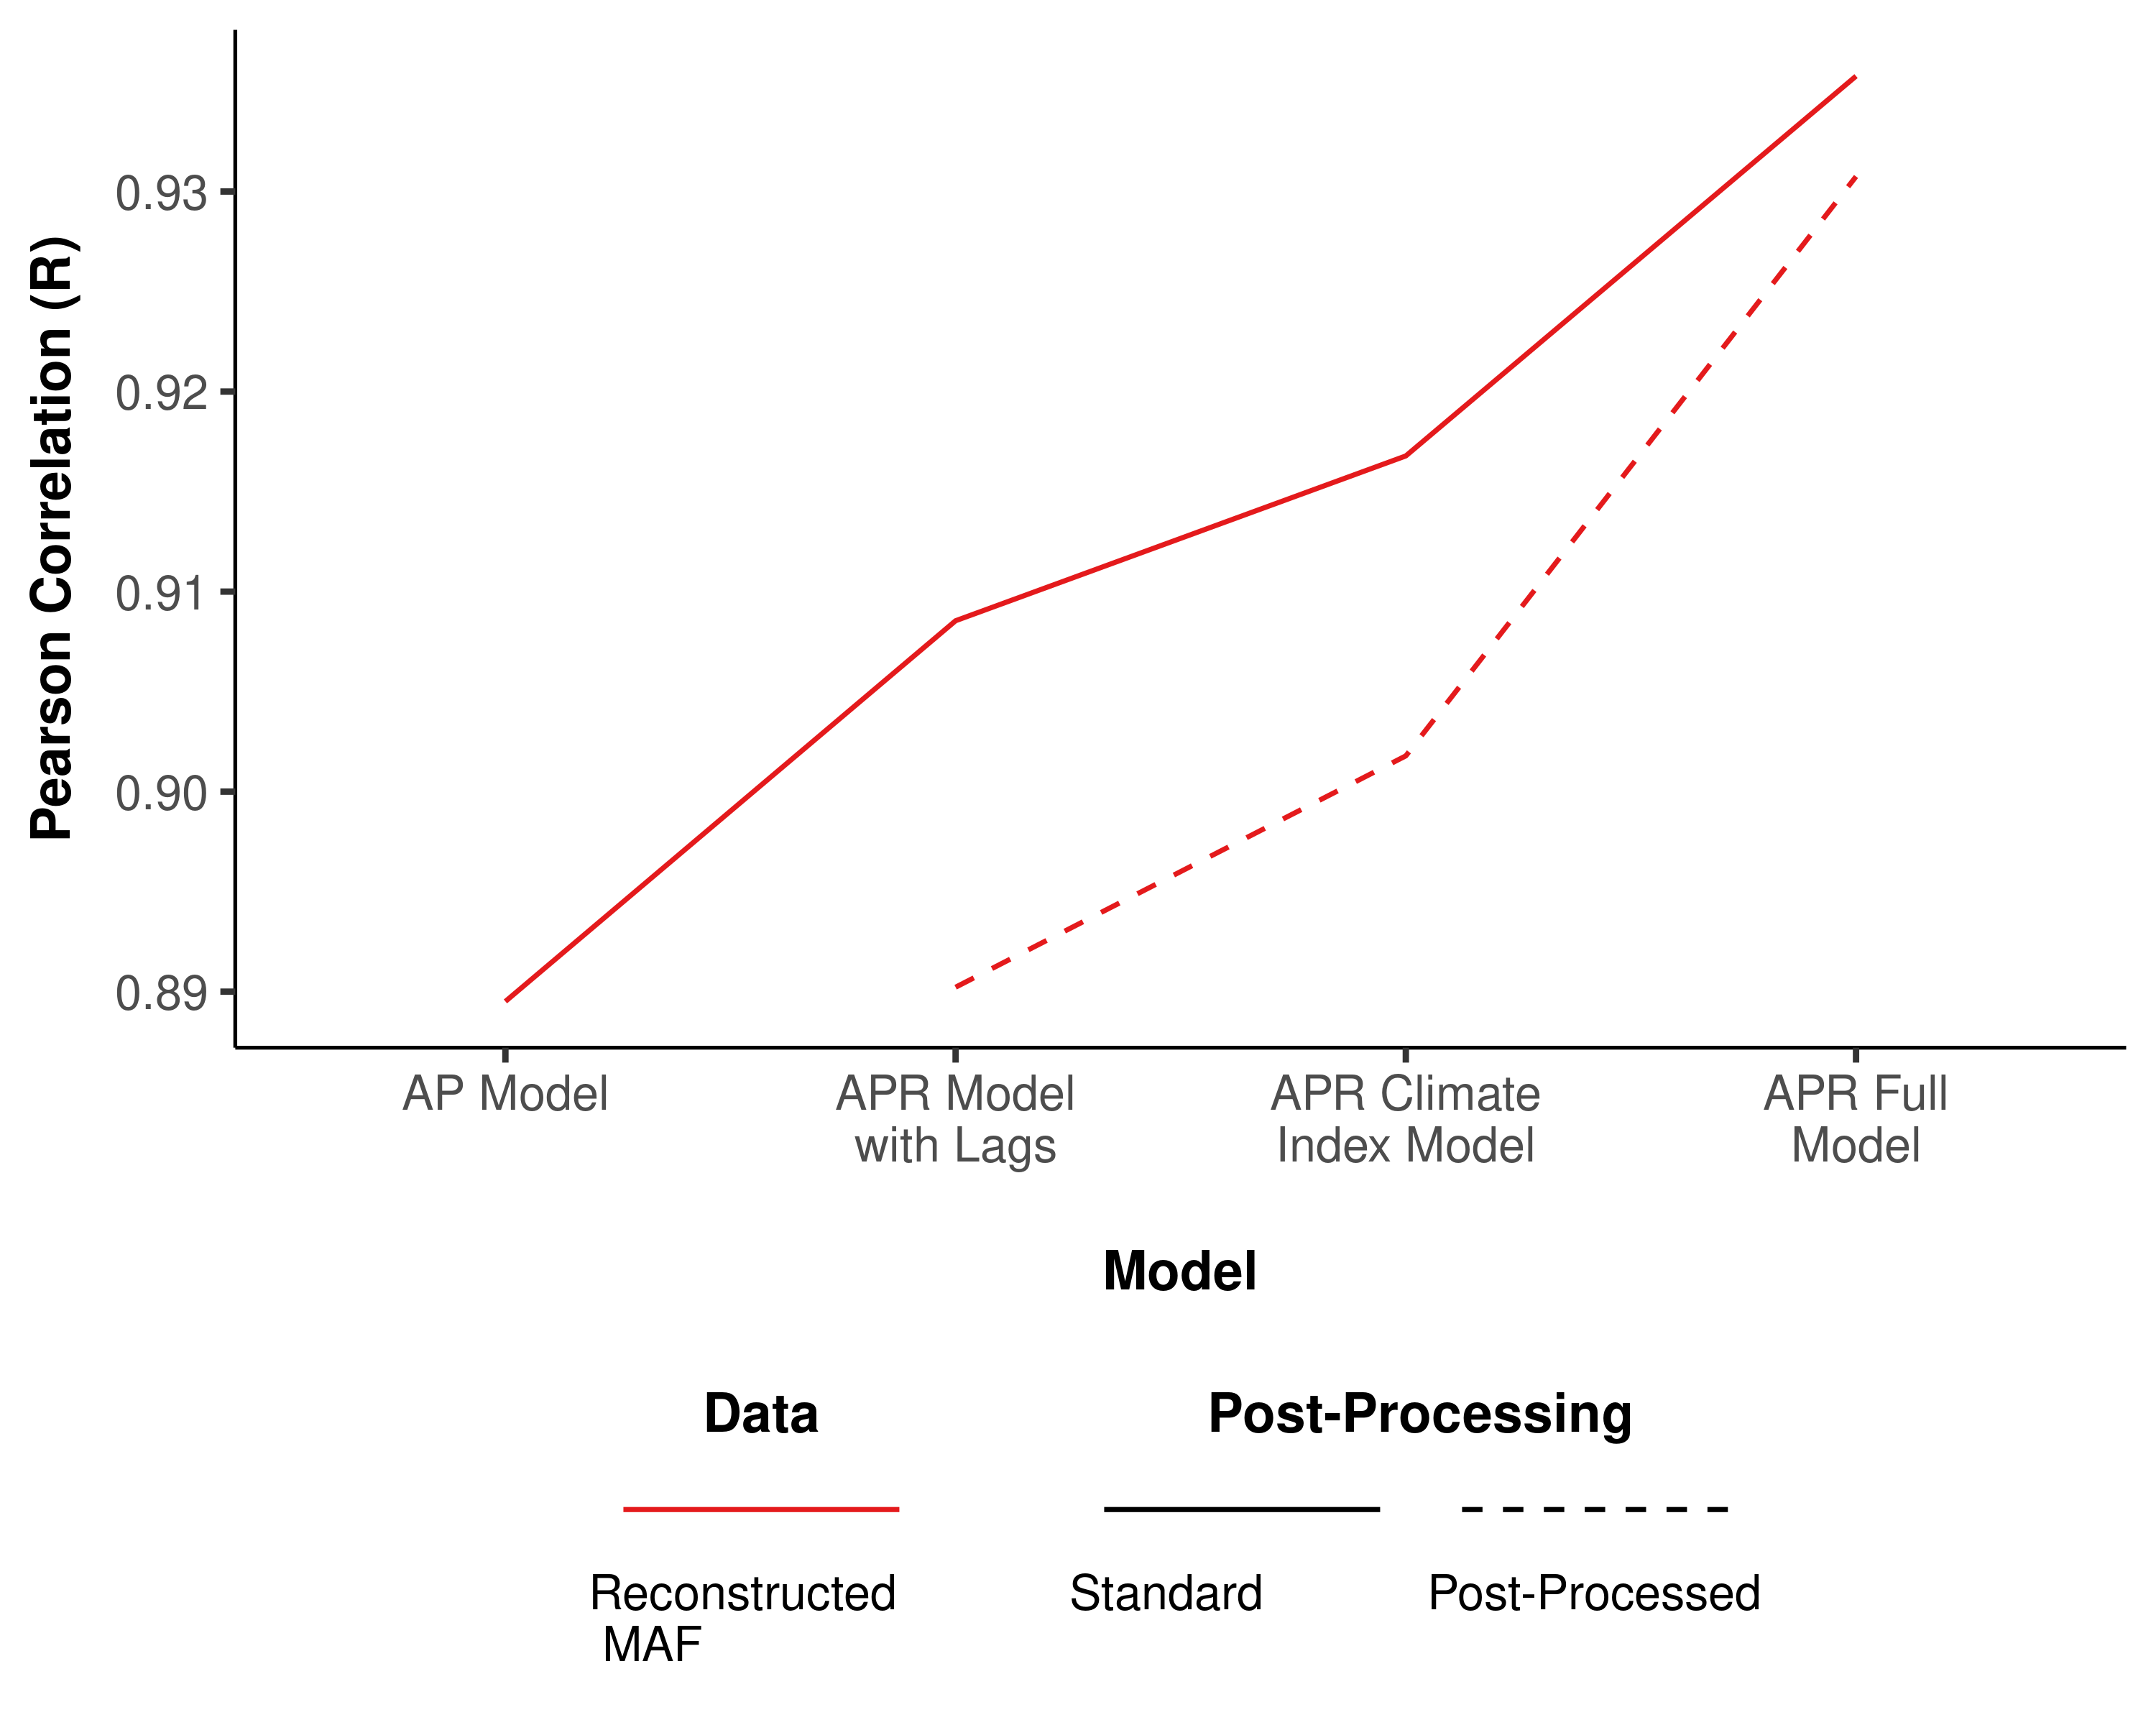 Pearson Correlation (R)
0.93
0.92
0.91
0.90
0.89
AP Model
APR Model
with Lags
APR Climate
Index Model
APR Full
Model
Model
Data
Reconstructed
MAF
Post-Processing
Standard
Post-Processed